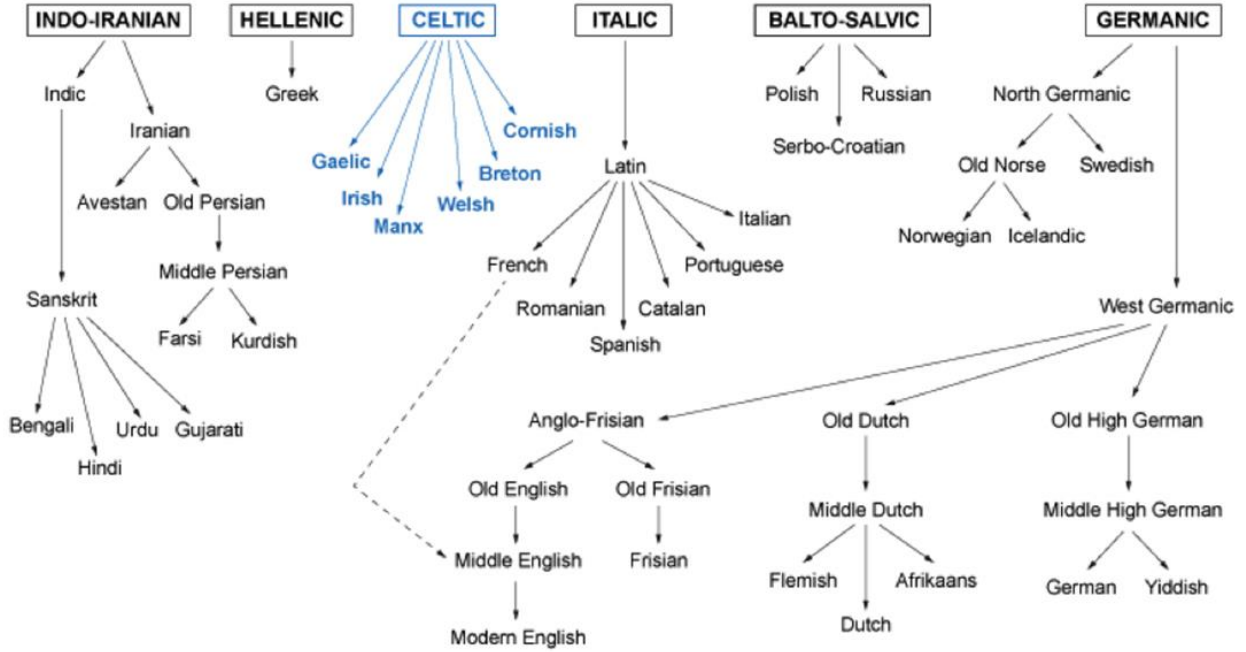 INDO-IRANIAN
HELLENIC
CELTIC
ITALIC
BALTO-SALVIC
GERMANIC
Indic
Greek
Polish
Russian
North Germanic
Iranian
Cornish
Serbo-Croatian
Gaelic
Breton
Latin
Old Norse
Swedish
Avestan
Old Persian
Irish
Welsh
Manx
Italian
Norwegian
Icelandic
Middle Persian
French
Portuguese
Sanskrit
Romanian
Catalan
West Germanic
Farsi
Kurdish
Spanish
Bengali
Urdu
Gujarati
Anglo-Frisian
Old Dutch
Old High German
Hindi
Old English
Old Frisian
Middle Dutch
Middle High German
Middle English
Frisian
Flemish
Afrikaans
German
Yiddish
Dutch
Modern English